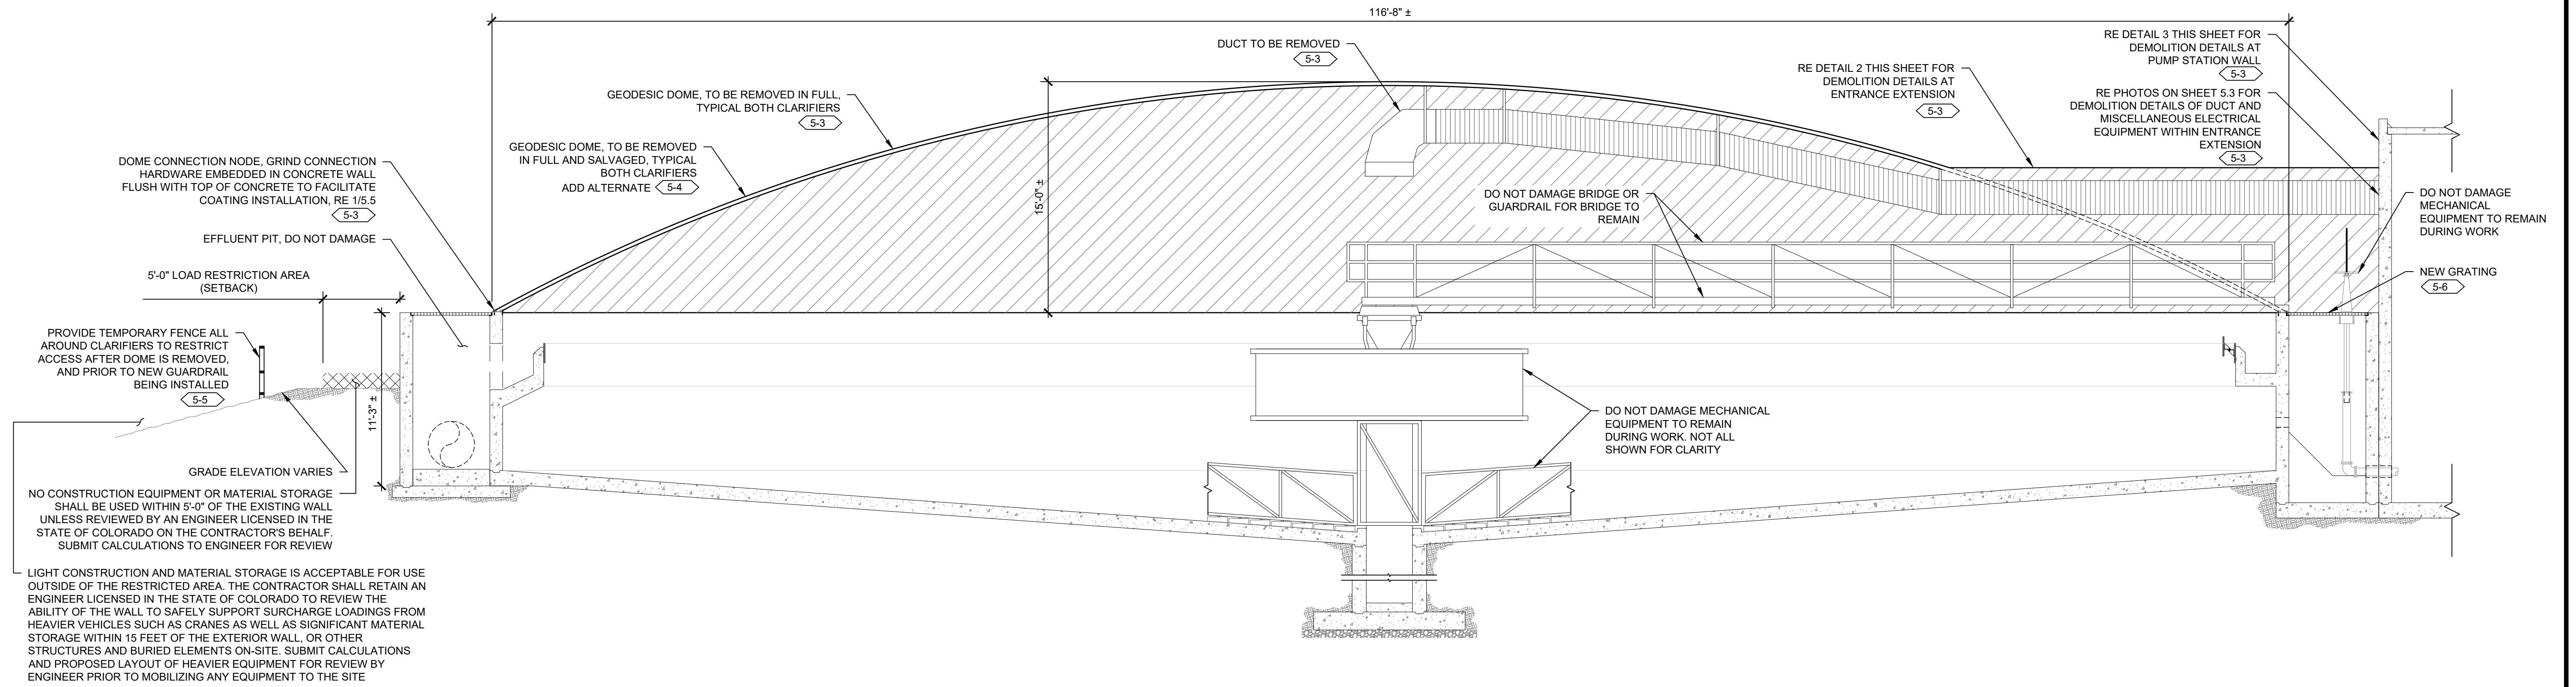 116'-8" ±
DUCT TO BE REMOVED
5-3
RE DETAIL 3 THIS SHEET FOR
DEMOLITION DETAILS AT
PUMP STATION WALL
5-3
RE DETAIL 2 THIS SHEET FOR
DEMOLITION DETAILS AT
ENTRANCE EXTENSION
5-3
GEODESIC DOME, TO BE REMOVED IN FULL,
TYPICAL BOTH CLARIFIERS
5-3
RE PHOTOS ON SHEET 5.3 FOR
DEMOLITION DETAILS OF DUCT AND
MISCELLANEOUS ELECTRICAL
EQUIPMENT WITHIN ENTRANCE
EXTENSION
5-3
GEODESIC DOME, TO BE REMOVED
IN FULL AND SALVAGED, TYPICAL
BOTH CLARIFIERS
ADD ALTERNATE 5-4
DOME CONNECTION NODE, GRIND CONNECTION
HARDWARE EMBEDDED IN CONCRETE WALL
FLUSH WITH TOP OF CONCRETE TO FACILITATE
COATING INSTALLATION, RE 1/5.5
5-3
15'-0" ±
DO NOT DAMAGE BRIDGE OR
GUARDRAIL FOR BRIDGE TO
REMAIN
DO NOT DAMAGE
MECHANICAL
EQUIPMENT TO REMAIN
DURING WORK
EFFLUENT PIT, DO NOT DAMAGE
5'-0" LOAD RESTRICTION AREA
(SETBACK)
NEW GRATING
5-6
PROVIDE TEMPORARY FENCE ALL
AROUND CLARIFIERS TO RESTRICT
ACCESS AFTER DOME IS REMOVED,
AND PRIOR TO NEW GUARDRAIL
BEING INSTALLED
5-5
11'-3" ±
DO NOT DAMAGE MECHANICAL
EQUIPMENT TO REMAIN
DURING WORK. NOT ALL
SHOWN FOR CLARITY
GRADE ELEVATION VARIES
NO CONSTRUCTION EQUIPMENT OR MATERIAL STORAGE
SHALL BE USED WITHIN 5'-0" OF THE EXISTING WALL
UNLESS REVIEWED BY AN ENGINEER LICENSED IN THE
STATE OF COLORADO ON THE CONTRACTOR'S BEHALF.
SUBMIT CALCULATIONS TO ENGINEER FOR REVIEW
LIGHT CONSTRUCTION AND MATERIAL STORAGE IS ACCEPTABLE FOR USE
OUTSIDE OF THE RESTRICTED AREA. THE CONTRACTOR SHALL RETAIN AN
ENGINEER LICENSED IN THE STATE OF COLORADO TO REVIEW THE
ABILITY OF THE WALL TO SAFELY SUPPORT SURCHARGE LOADINGS FROM
HEAVIER VEHICLES SUCH AS CRANES AS WELL AS SIGNIFICANT MATERIAL
STORAGE WITHIN 15 FEET OF THE EXTERIOR WALL, OR OTHER
STRUCTURES AND BURIED ELEMENTS ON-SITE. SUBMIT CALCULATIONS
AND PROPOSED LAYOUT OF HEAVIER EQUIPMENT FOR REVIEW BY
ENGINEER PRIOR TO MOBILIZING ANY EQUIPMENT TO THE SITE